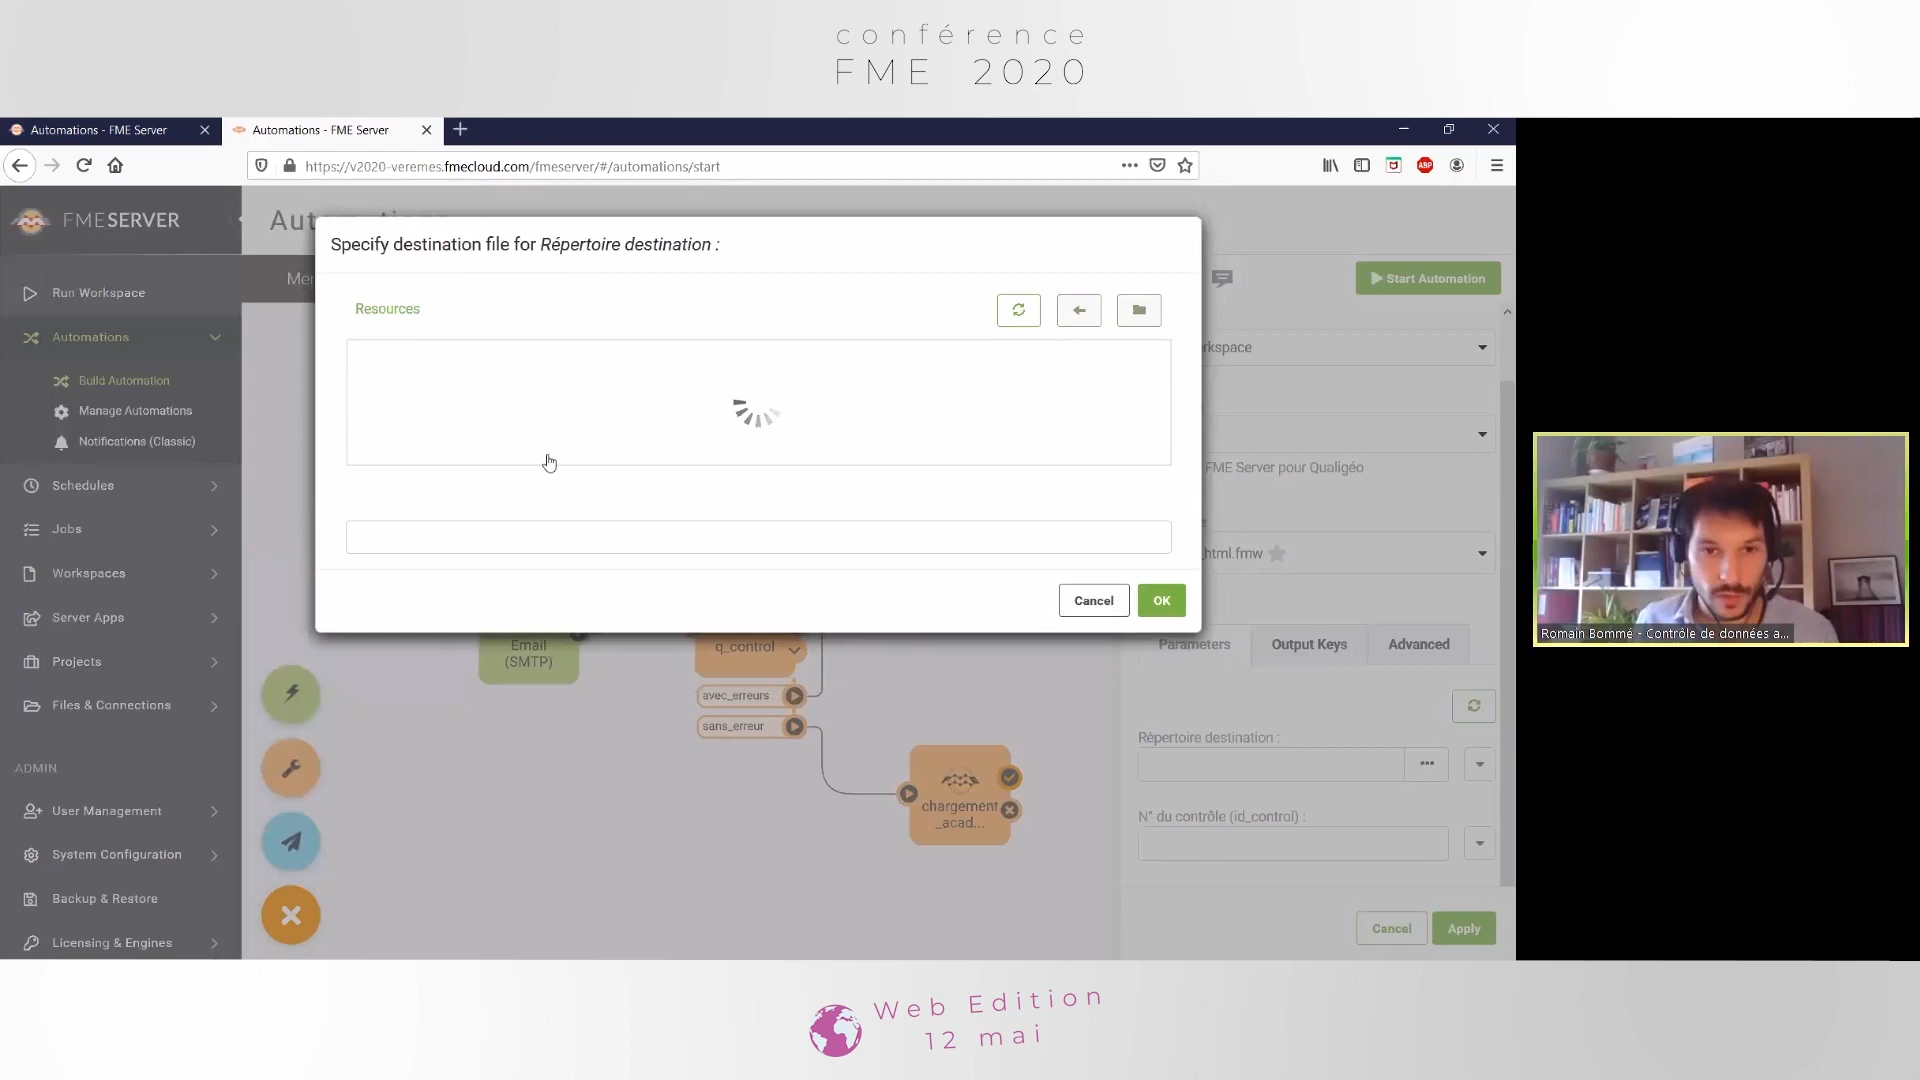 conférence
FME 2020
Automations - FME Server
Automations - FME Server
https://v2020-veremes.fmecloud.com/fmeserver/#/automations/start
ABP
FMESERVER
Run Workspace
Automations
Build Automation
Manage Automations
Notifications (Classic)
Schedules
Jobs
Workspaces
Server Apps
Projects
Files & Connections
ADMIN
User Management
System Configuration
Backup & Restore
Licensing & Engines
Specify destination file for Répertoire destination :
Resources
Cancel
OK
Start Automation
FME Server pour Qualigéo
html.fmw
Parameters
Output Keys
Advanced
Répertoire destination :
N° du contrôle (id_control) :
Cancel
Apply
Email
(SMTP)
q_control
avec_erreurs
sans_erreur
chargement
_acad...
Romain Bommé - Contrôle de données a...
Web Edition
12 mai